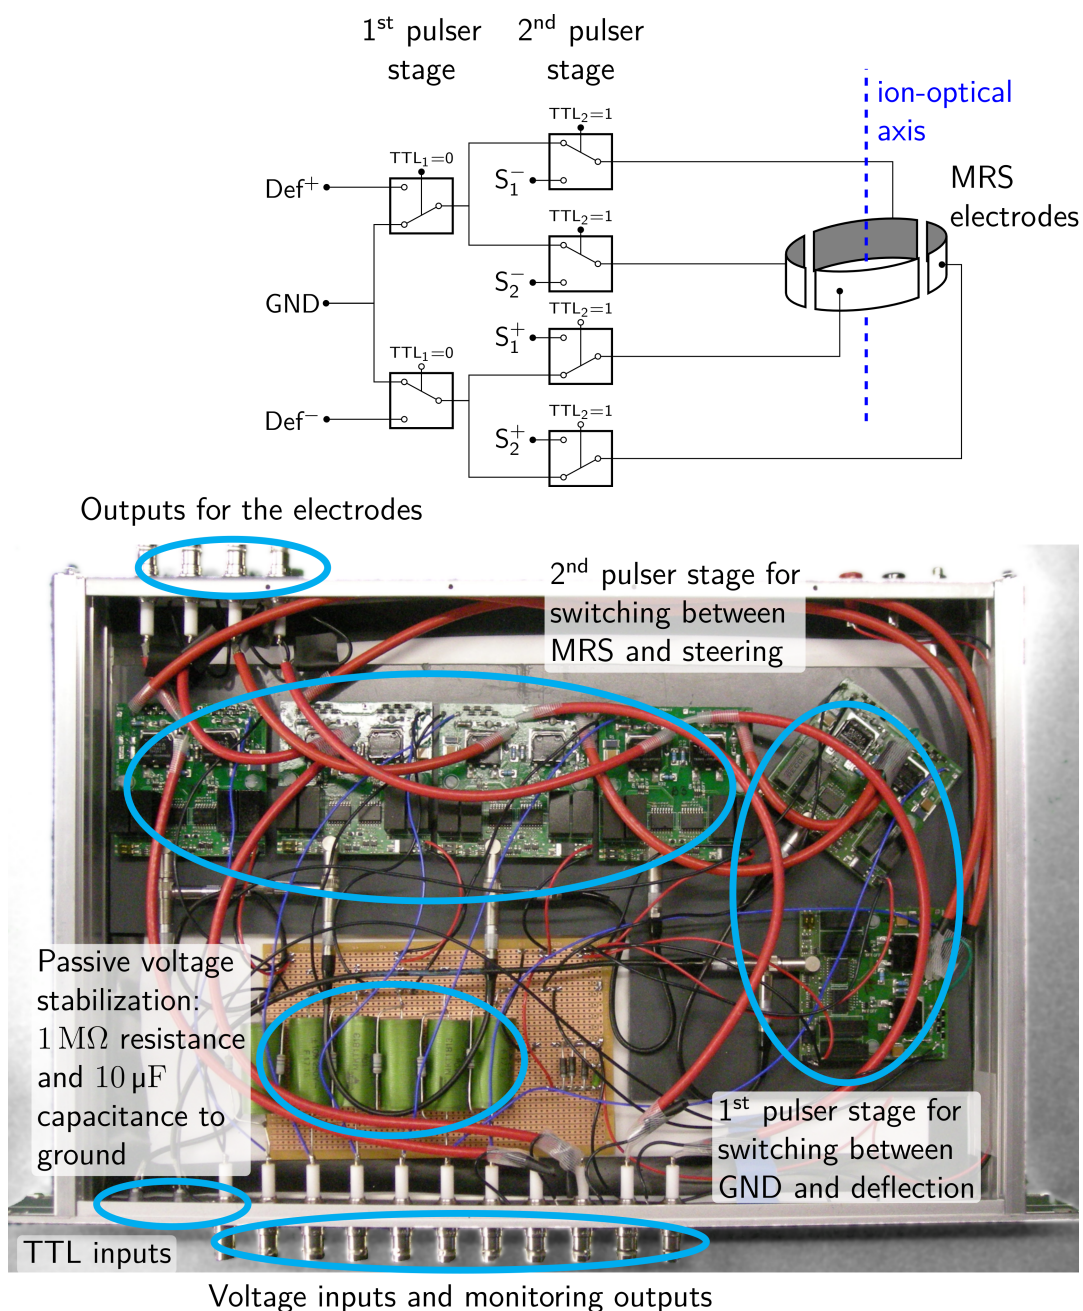 1st pulser stage
2nd pulser stage
ion-optical axis
TTL2=1
TTL1=0
Def+
S1−
MRS electrodes
TTL2=1
S2−
GND
TTL2=1
S1+
TTL1=0
Def−
TTL2=1
S2+
Outputs for the electrodes
2nd pulser stage for
switching between
MRS and steering
Passive voltage
stabilization:
1 MΩ resistance
and 10 µF
capacitance to
ground
1st pulser stage for
switching between
GND and deflection
TTL inputs
Voltage inputs and monitoring outputs